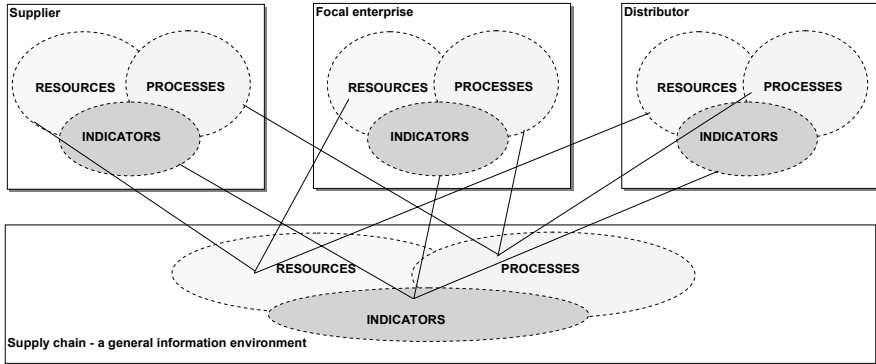 Supplier
Focal enterprise
Distributor
RESOURCES
PROCESSES
INDICATORS
RESOURCES
PROCESSES
INDICATORS
RESOURCES
PROCESSES
INDICATORS
RESOURCES
PROCESSES
INDICATORS
Supply chain - a general information environment